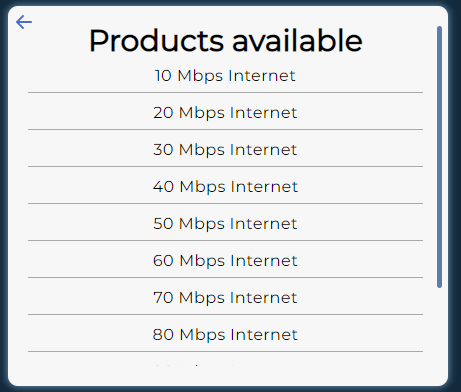 Products available
10 Mbps Internet
20 Mbps Internet
30 Mbps Internet
40 Mbps Internet
50 Mbps Internet
60 Mbps Internet
70 Mbps Internet
80 Mbps Internet